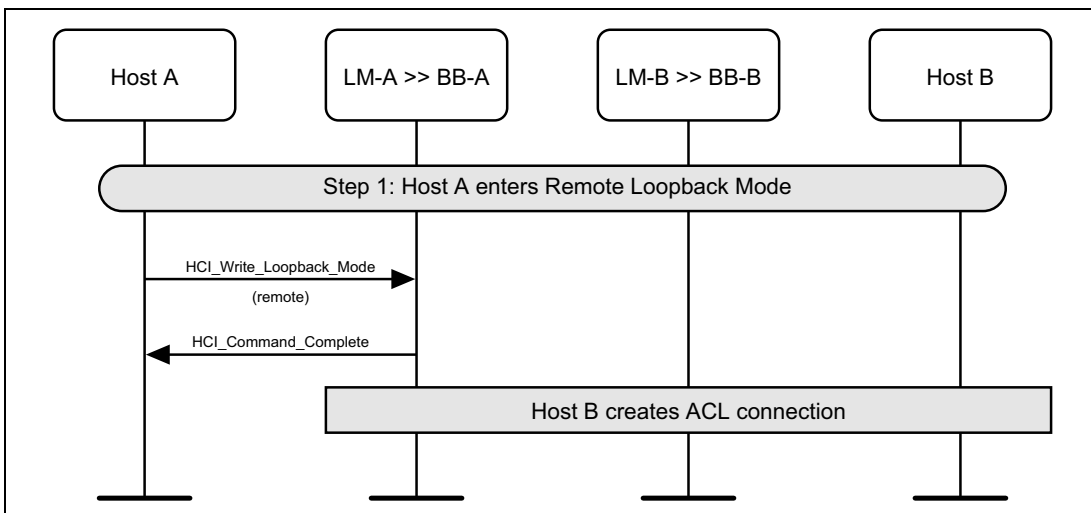 Host A
LM-A >> BB-A
LM-B >> BB-B
Host B
Step 1: Host A enters Remote Loopback Mode
HCI_Write_Loopback_Mode
(remote)
HCI_Command_Complete
Host B creates ACL connection